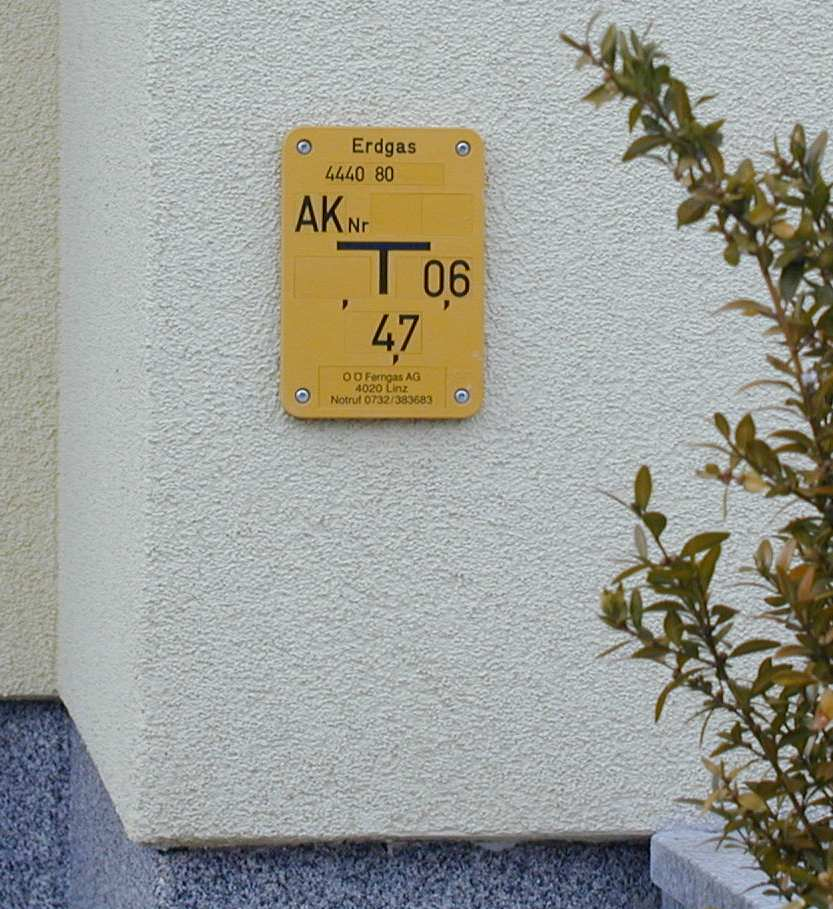 Erdgas
4440 80
AK Nr
, 0,6
4,7
O Ö Ferngas AG
4020 Linz
Notruf 0732/383683